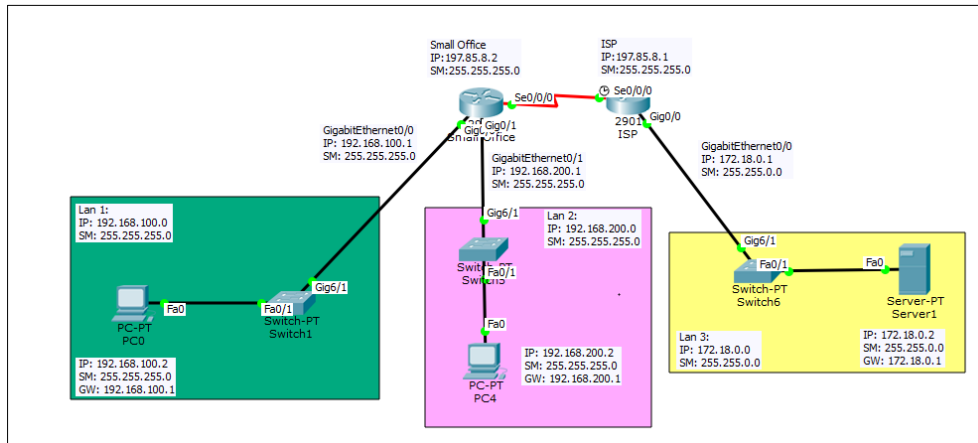 Small Office
IP:197.85.8.2
SM:255.255.255.0
ISP
IP:197.85.8.1
SM:255.255.255.0
Se0/0/0
Se0/0/0
Gig0/1
Small Office
2901
ISP
Gig0/0
GigabitEthernet0/0
IP: 192.168.100.1
SM: 255.255.255.0
GigabitEthernet0/1
IP: 192.168.200.1
SM: 255.255.255.0
GigabitEthernet0/0
IP: 172.18.0.1
SM: 255.255.0.0
Lan 1:
IP: 192.168.100.0
SM: 255.255.255.0
Gig6/1
Fa0
Fa0/1
Switch-PT
Switch1
PC-PT
PC0
IP: 192.168.100.2
SM: 255.255.255.0
GW: 192.168.100.1
Gig6/1
Lan 2:
IP: 192.168.200.0
SM: 255.255.255.0
Fa0/1
Fa0
PC-PT
PC4
IP: 192.168.200.2
SM: 255.255.255.0
GW: 192.168.200.1
Gig6/1
Fa0/1
Fa0
Switch-PT
Switch6
Server-PT
Server1
Lan 3:
IP: 172.18.0.0
SM: 255.255.0.0
IP: 172.18.0.2
SM: 255.255.0.0
GW: 172.18.0.1